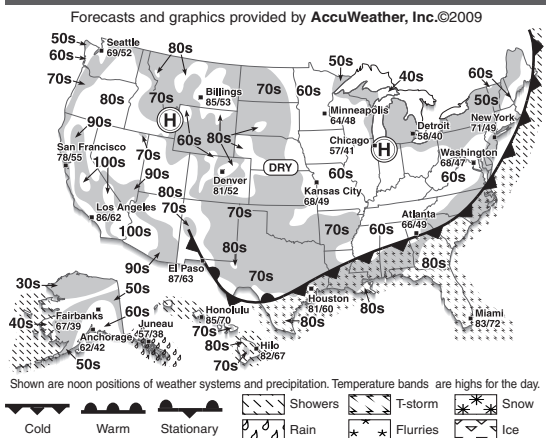 Forecasts and graphics provided by AccuWeather, Inc.©2009
50s
Seattle
69/52
60s
70s
80s
80s
90s
San Francisco
78/55
100s
Los Angeles
86/62
100s
70s
90s
80s
70s
90s
H
70s
Billings
85/53
60s
80s
Denver
81/52
70s
60s
DRY
50s
40s
Minneapolis
64/48
Chicago
57/41
H
Detroit
58/40
60s
50s
New York
71/49
Washington
68/47
60s
60s
Kansas City
68/49
70s
80s
70s
70s
60s
Atlanta
66/49
80s
El Paso
87/63
Houston
81/60
80s
80s
Miami
83/72
30s
40s
50s
50s
60s
Fairbanks
67/39
Anchorage
62/42
Juneau
57/38
Honolulu
85/70
70s
80s
80s
70s
Hilo
82/67
Shown are noon positions of weather systems and precipitation. Temperature bands are highs for the day.
Cold
Warm
Stationary
Showers
T-storm
Snow
Rain
Flurries
Ice